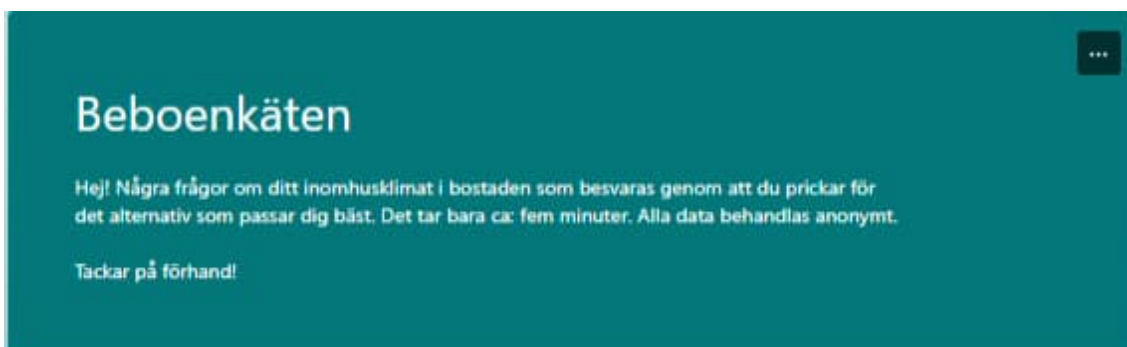 Beboenkäten
Hej! Några frågor om ditt inomhusklimat i bostaden som besvaras genom att du prickar för
det alternativ som passar dig bäst. Det tar bara ca: fem minuter. Alla data behandlas anonymt.
Tackar på förhand!